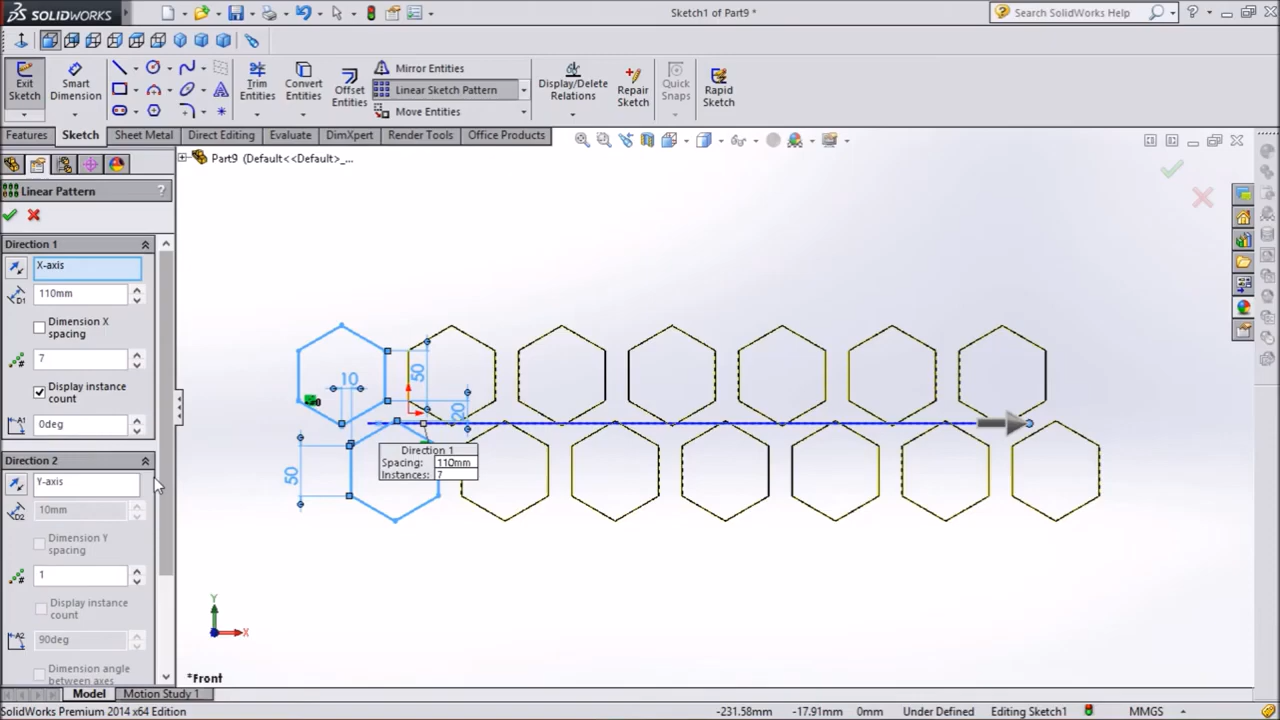 SOLIDWORKS
Sketch1 of Part9 *
Search SolidWorks Help
Exit Sketch
Smart Dimension
Trim Entities
Convert Entities
Offset Entities
Mirror Entities
Linear Sketch Pattern
Move Entities
Display/Delete Relations
Repair Sketch
Quick Snaps
Rapid Sketch
Features
Sketch
Sheet Metal
Direct Editing
Evaluate
DimXpert
Render Tools
Office Products
Part9 (Default<<Default>_...
Linear Pattern
?
Direction 1
X-axis
D1
110mm
Dimension X
spacing
7
Display instance
count
A1
0deg
Direction 2
Y-axis
D2
10mm
Dimension Y
spacing
1
Display instance
count
A2
90deg
Dimension angle
between axes
10
50
20
50
Direction 1
Spacing: 110mm
Instances: 7
Y
X
*Front
Model
Motion Study 1
SolidWorks Premium 2014 x64 Edition
-231.58mm
-17.91mm
0mm
Under Defined
Editing Sketch1
MMGS